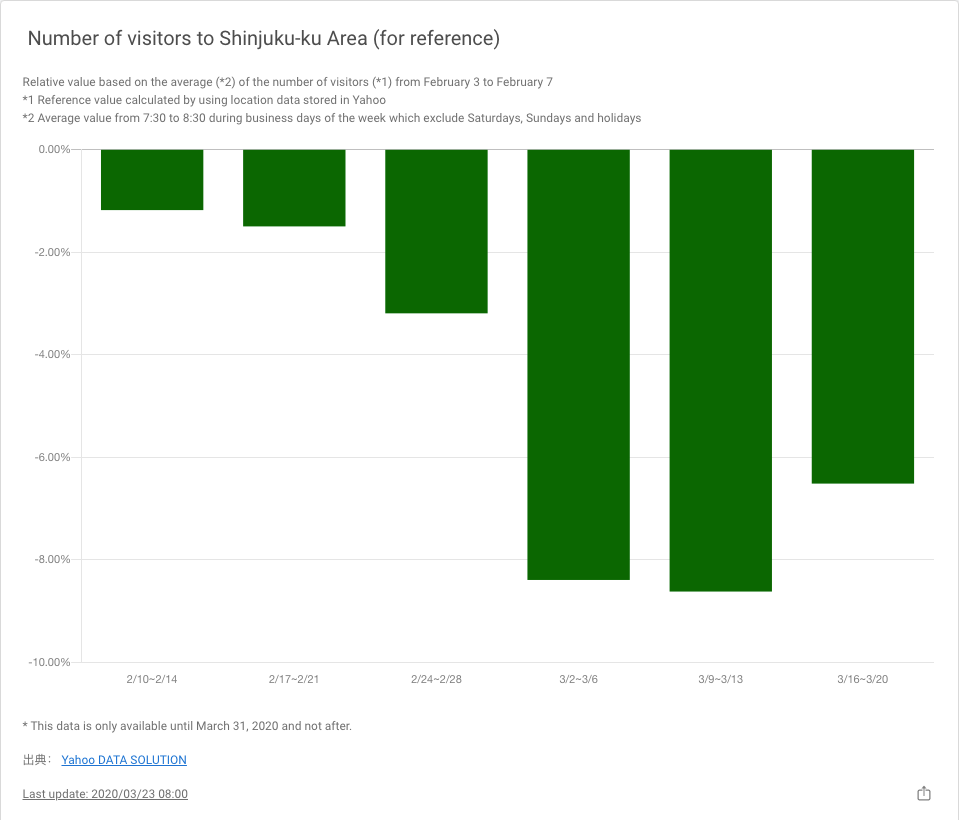 Number of visitors to Shinjuku-ku Area (for reference)
Relative value based on the average (*2) of the number of visitors (*1) from February 3 to February 7
*1 Reference value calculated by using location data stored in Yahoo
*2 Average value from 7:30 to 8:30 during business days of the week which exclude Saturdays, Sundays and holidays
0.00%
-2.00%
-4.00%
-6.00%
-8.00%
-10.00%
2/10~2/14 2/17~2/21 2/24~2/28 3/2~3/6 3/9~3/13 3/16~3/20
* This data is only available until March 31, 2020 and not after.
出典： Yahoo DATA SOLUTION
Last update: 2020/03/23 08:00